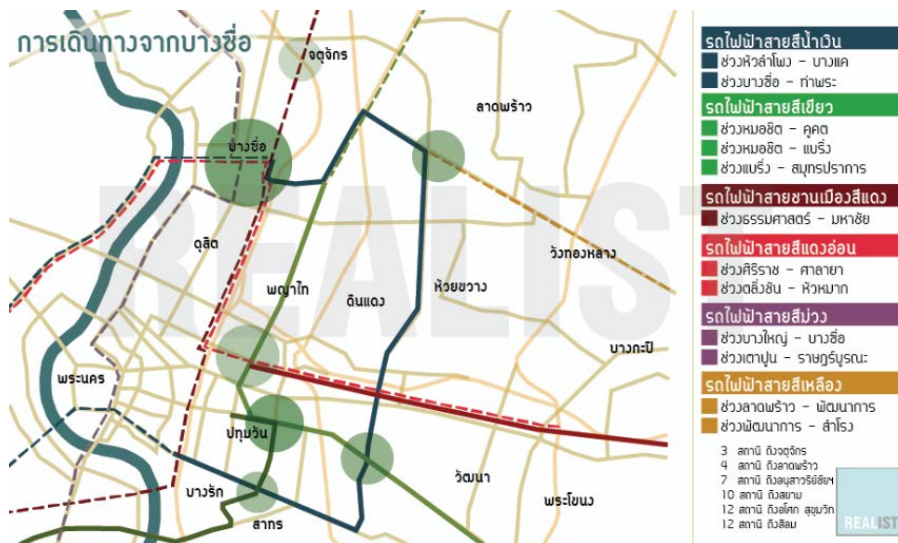 การเดินทางจากบางซื่อ
จตุจักร
ลาดพร้าว
บางซื่อ
ดุสิต
วังทองหลาง
พญาไท
ดินแดง
ห้วยขวาง
บางกะปิ
พระนคร
ปทุมวัน
วัฒนา
บางรัก
พระโขนง
สาทร
REALIST
รถไฟฟ้าสายสีน้ำเงิน
ช่วงหัวลำโพง - บางแค
ช่วงบางซื่อ - ท่าพระ
รถไฟฟ้าสายสีเขียว
ช่วงหมอชิต - คูคต
ช่วงหมอชิต - แบริ่ง
ช่วงแบริ่ง - สมุทรปราการ
รถไฟฟ้าสายชานเมืองสีแดง
ช่วงธรรมศาสตร์ - มหาชัย
รถไฟฟ้าสายสีแดงอ่อน
ช่วงศิริราช - ศาลายา
ช่วงตลิ่งชัน - หัวหมาก
รถไฟฟ้าสายสีม่วง
ช่วงบางใหญ่ - บางซื่อ
ช่วงเตาปูน - ราษฎร์บูรณะ
รถไฟฟ้าสายสีเหลือง
ช่วงลาดพร้าว - พัฒนาการ
ช่วงพัฒนาการ - สำโรง
3 สถานี ถึงจตุจักร
4 สถานี ถึงลาดพร้าว
7 สถานี ถึงอนุสาวรีย์ชัยฯ
10 สถานี ถึงสยาม
12 สถานี ถึงอโศก สุขุมวิท
12 สถานี ถึงสีลม
REALIST